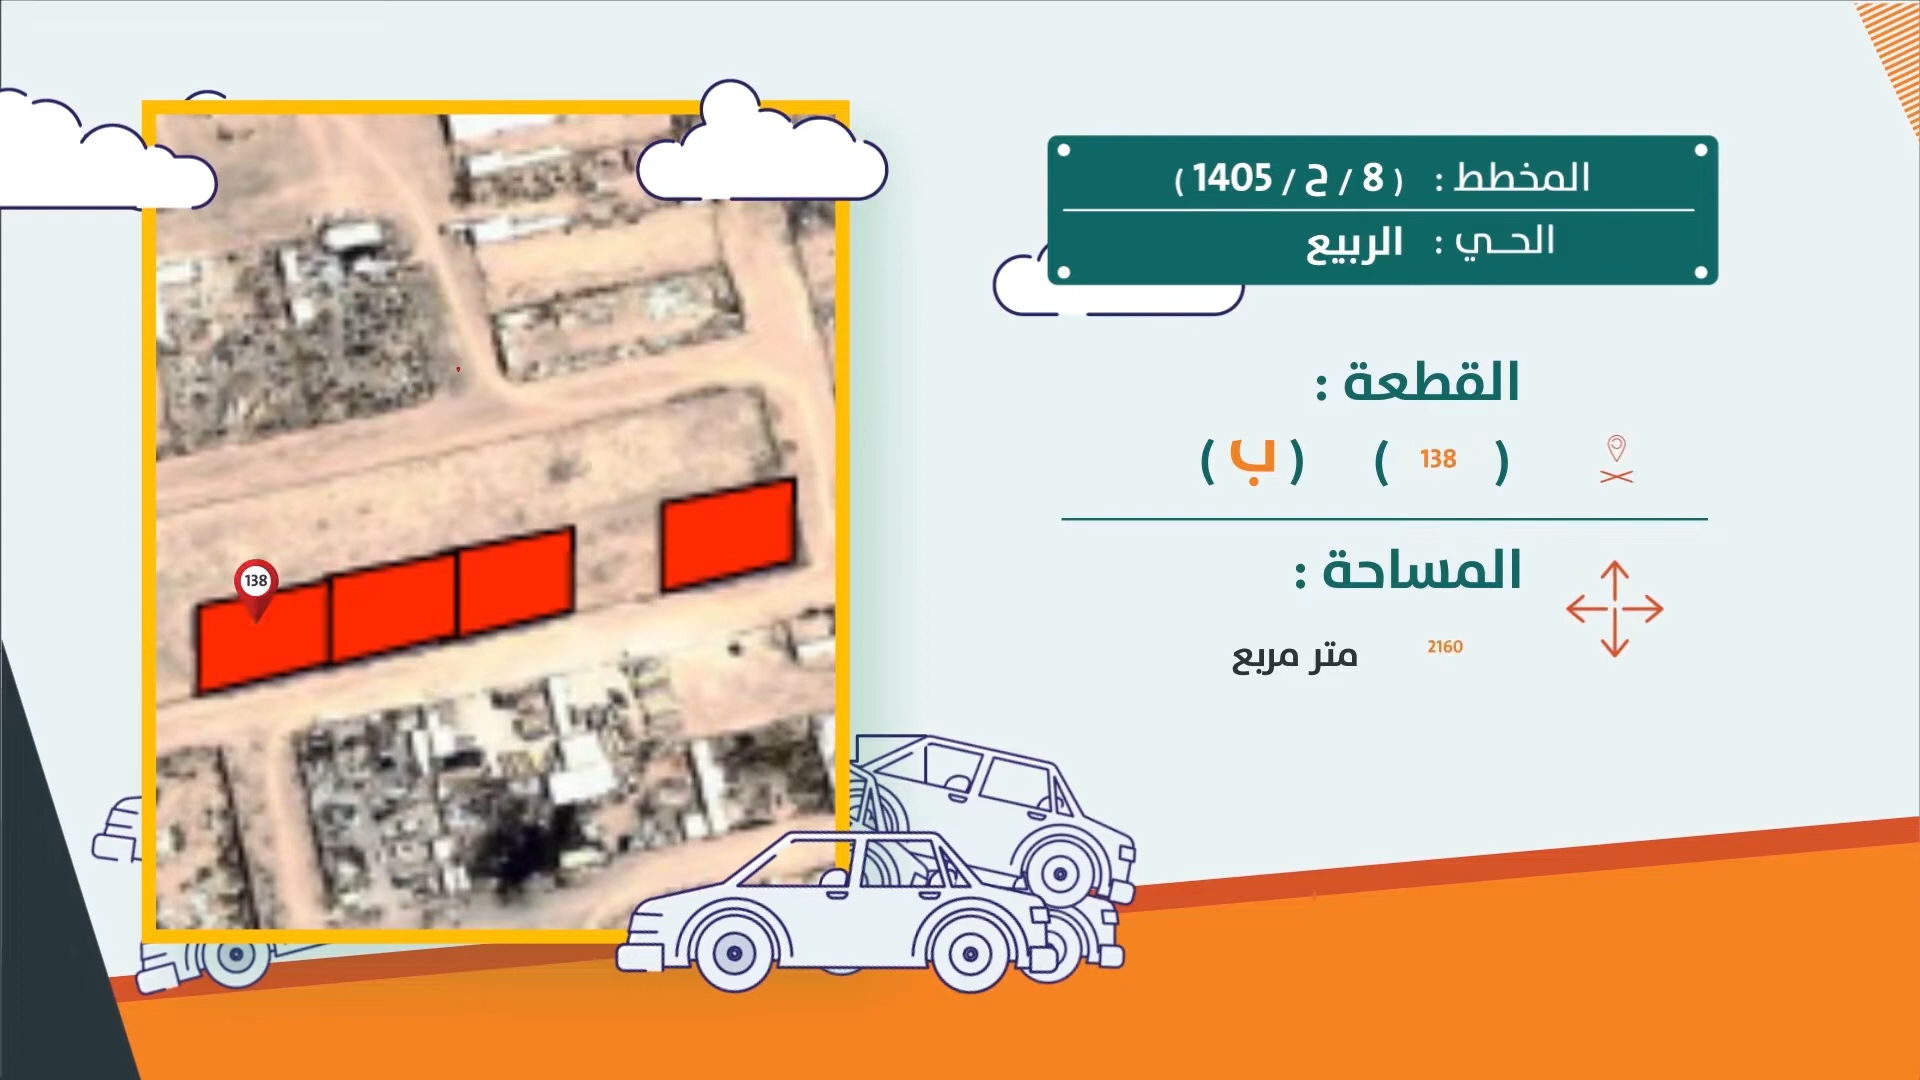 المخطط : ( 8 / ح / 1405 )
الحـي : الربيع
القطعة :
( 138 ) ( ب )
المساحة :
2160 متر مربع
138